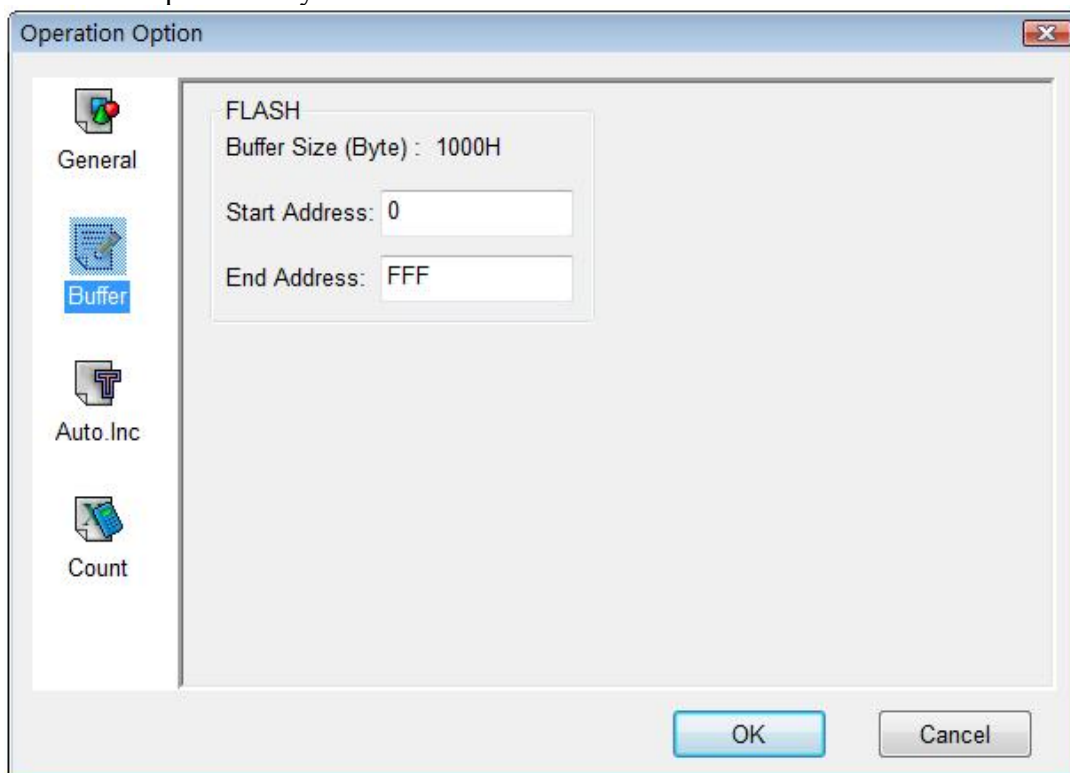 Operation Option
General
Buffer
Auto.Inc
Count
FLASH
Buffer Size (Byte) : 1000H
Start Address: 0
End Address: FFF
OK Cancel